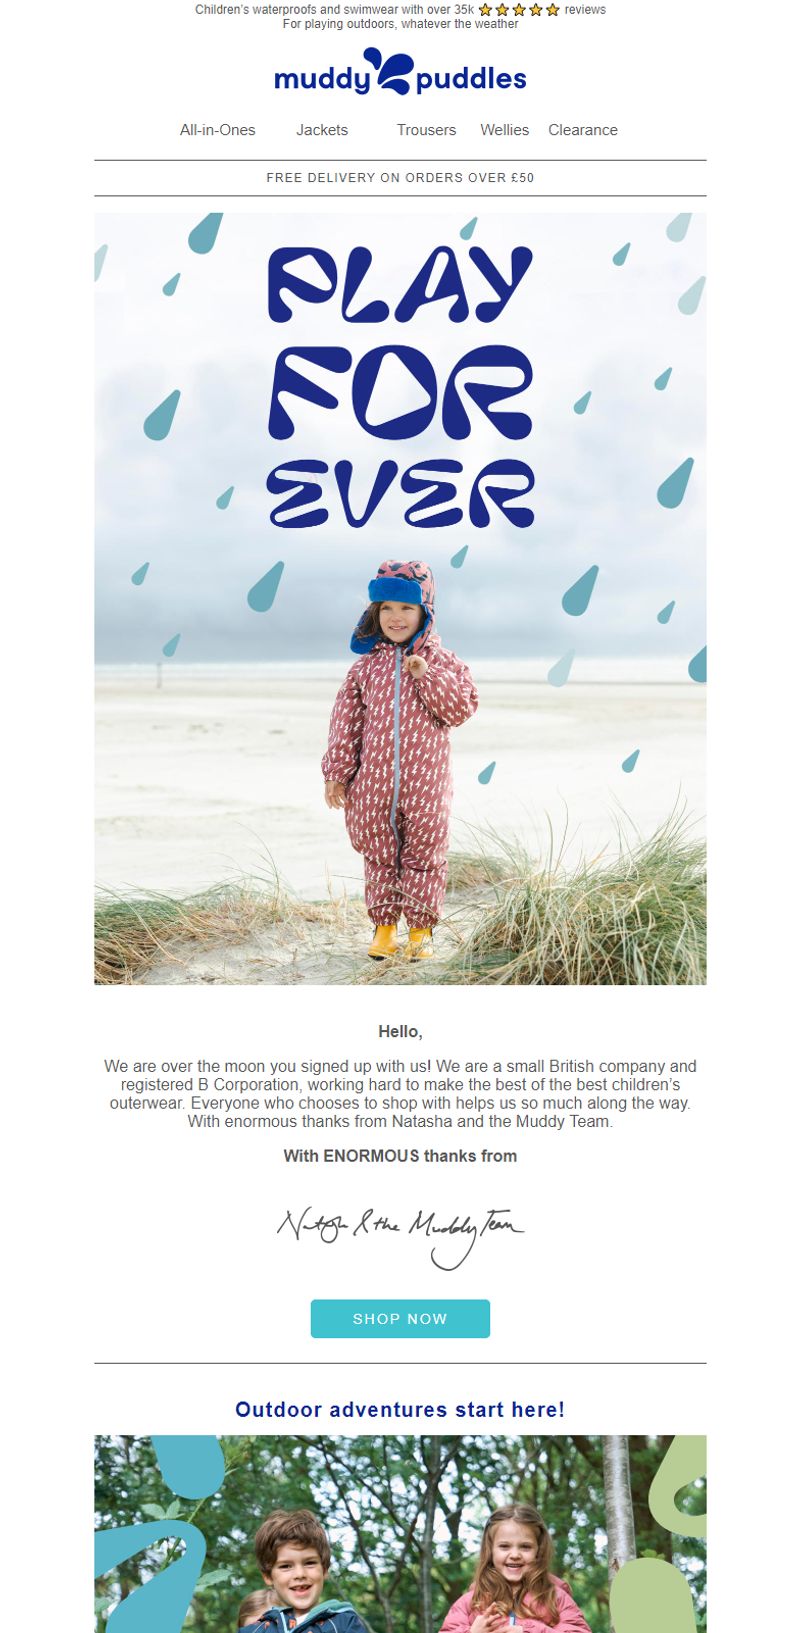 Children’s waterproofs and swimwear with over 35k ⭐⭐⭐⭐⭐ reviews
For playing outdoors, whatever the weather
muddy puddles
All-in-Ones Jackets Trousers Wellies Clearance
FREE DELIVERY ON ORDERS OVER £50
PLAY
FOR
EVER
Hello,
We are over the moon you signed up with us! We are a small British company and
registered B Corporation, working hard to make the best of the best children’s
outerwear. Everyone who chooses to shop with helps us so much along the way.
With enormous thanks from Natasha and the Muddy Team.
With ENORMOUS thanks from
& the Muddy Team
SHOP NOW
Outdoor adventures start here!